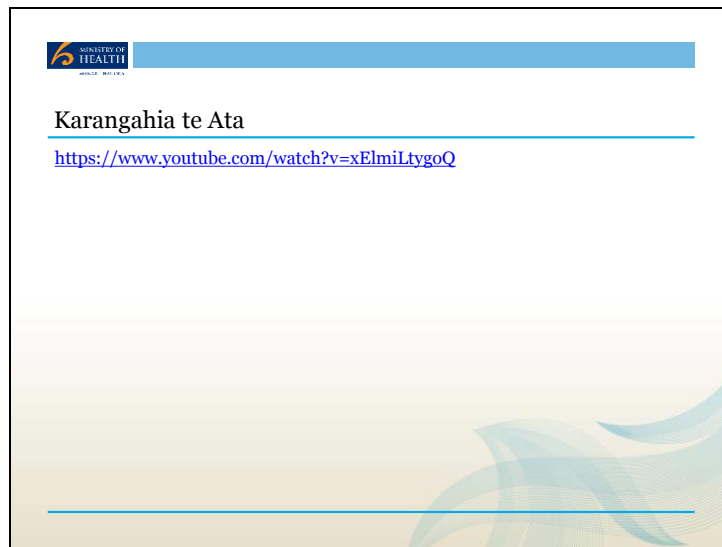 MINISTRY OF
HEALTH
Karangahia te Ata
https://www.youtube.com/watch?v=xElmiLtygoQ